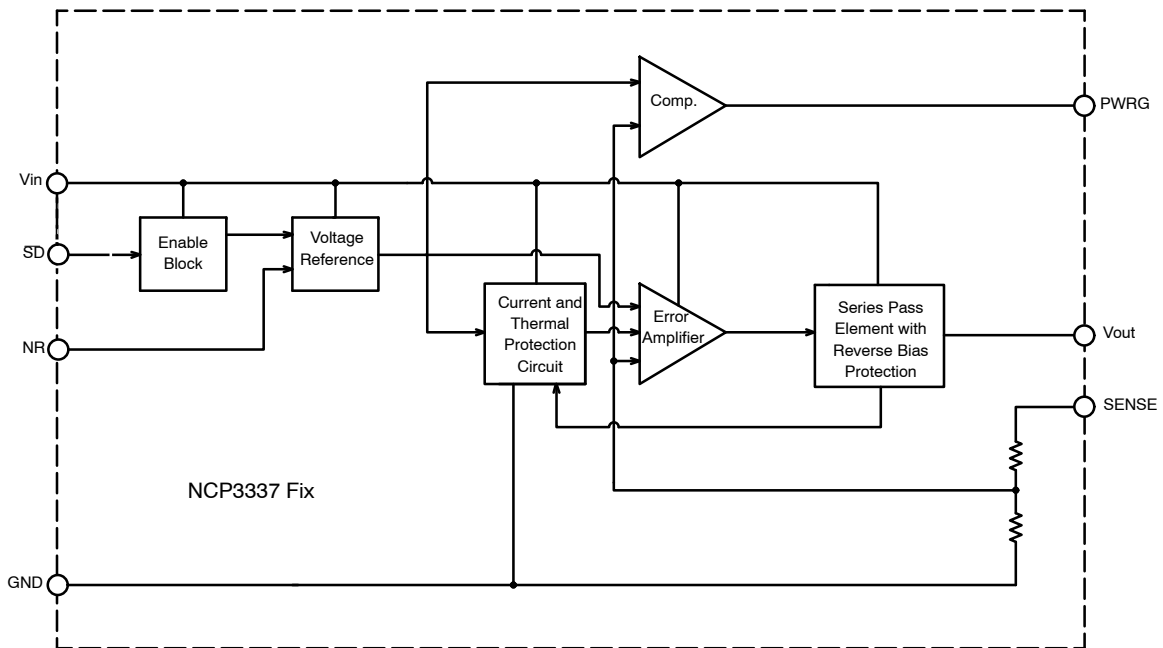 Comp.
PWRG
Vin
Enable
Block
Voltage
Reference
SD
Current and
Thermal
Protection
Circuit
Error
Amplifier
Series Pass
Element with
Reverse Bias
Protection
Vout
NR
SENSE
NCP3337 Fix
GND